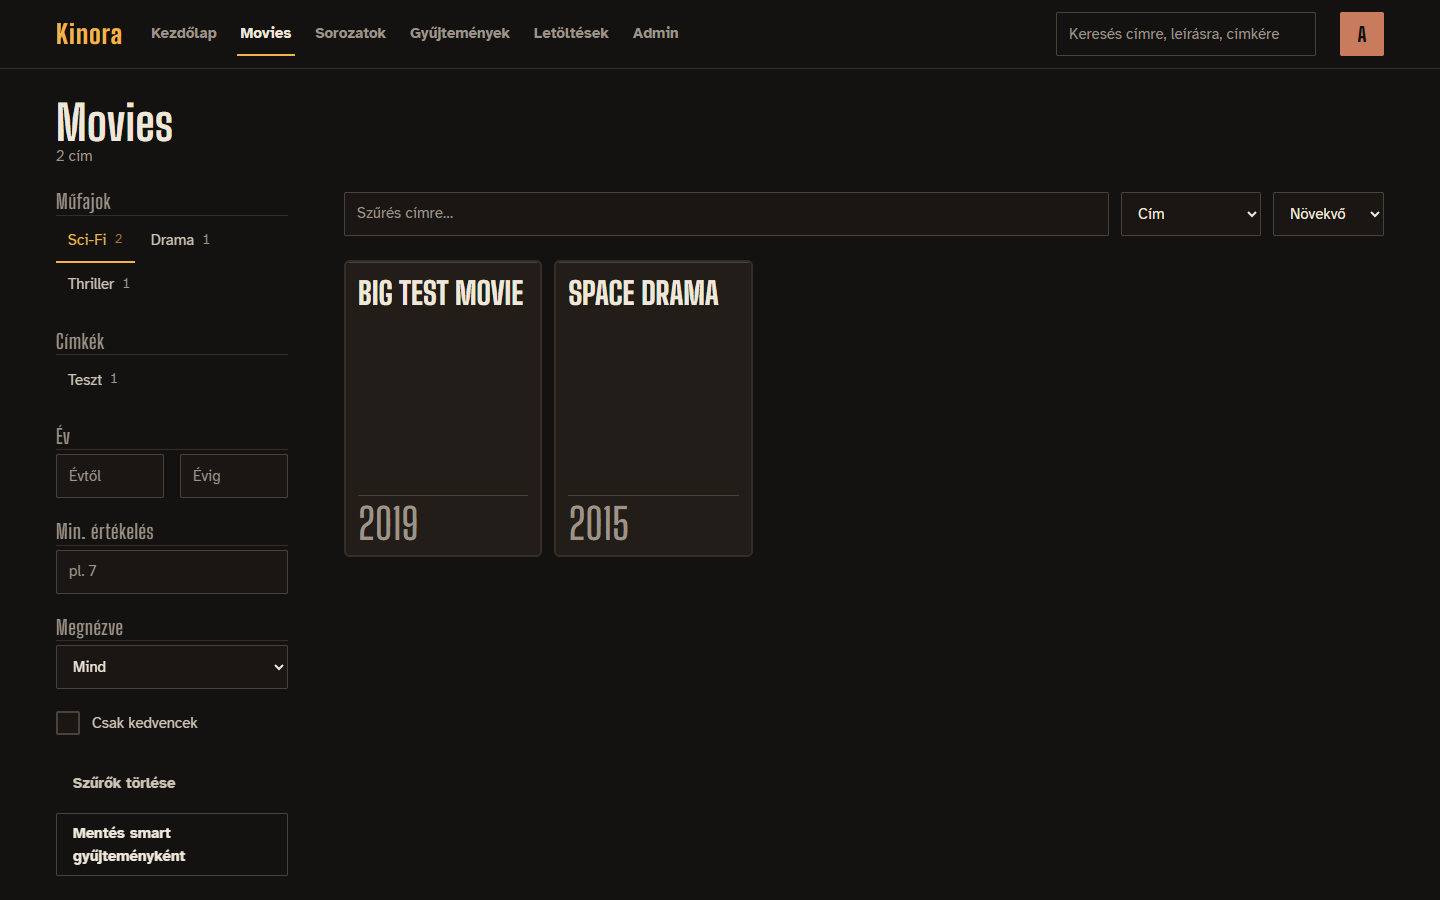 Kinora Kezdőlap Movies Sorozatok Gyűjtemények Letöltések Admin Keresés címre, leírásra, címkére A
Movies
2 cím
Műfajok
Szűrés címre... Cím Növekvő
Sci-Fi 2 Drama 1
Thriller 1
Címkék
Teszt 1
Év
Évtől Évig
Min. értékelés
pl. 7
Megnézve
Mind
Csak kedvencek
Szűrők törlése
Mentés smart
gyűjteményként
BIG TEST MOVIE
2019
SPACE DRAMA
2015